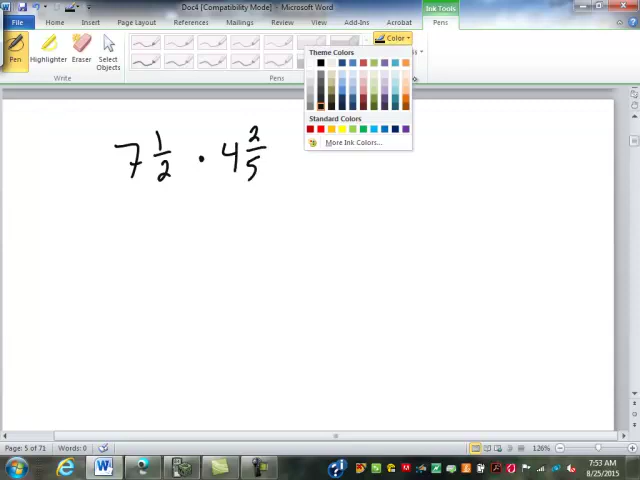 Doc4 [Compatibility Mode] - Microsoft Word
Ink Tools
File Home Insert Page Layout References Mailings Review View Add-Ins Acrobat Pens
Pen Highlighter Eraser Select Objects
Color
Write
Pens
Theme Colors
Standard Colors
More Ink Colors...
7 1/2 · 4 2/5
Page: 5 of 71 Words: 0
126%
7:53 AM
8/25/2015